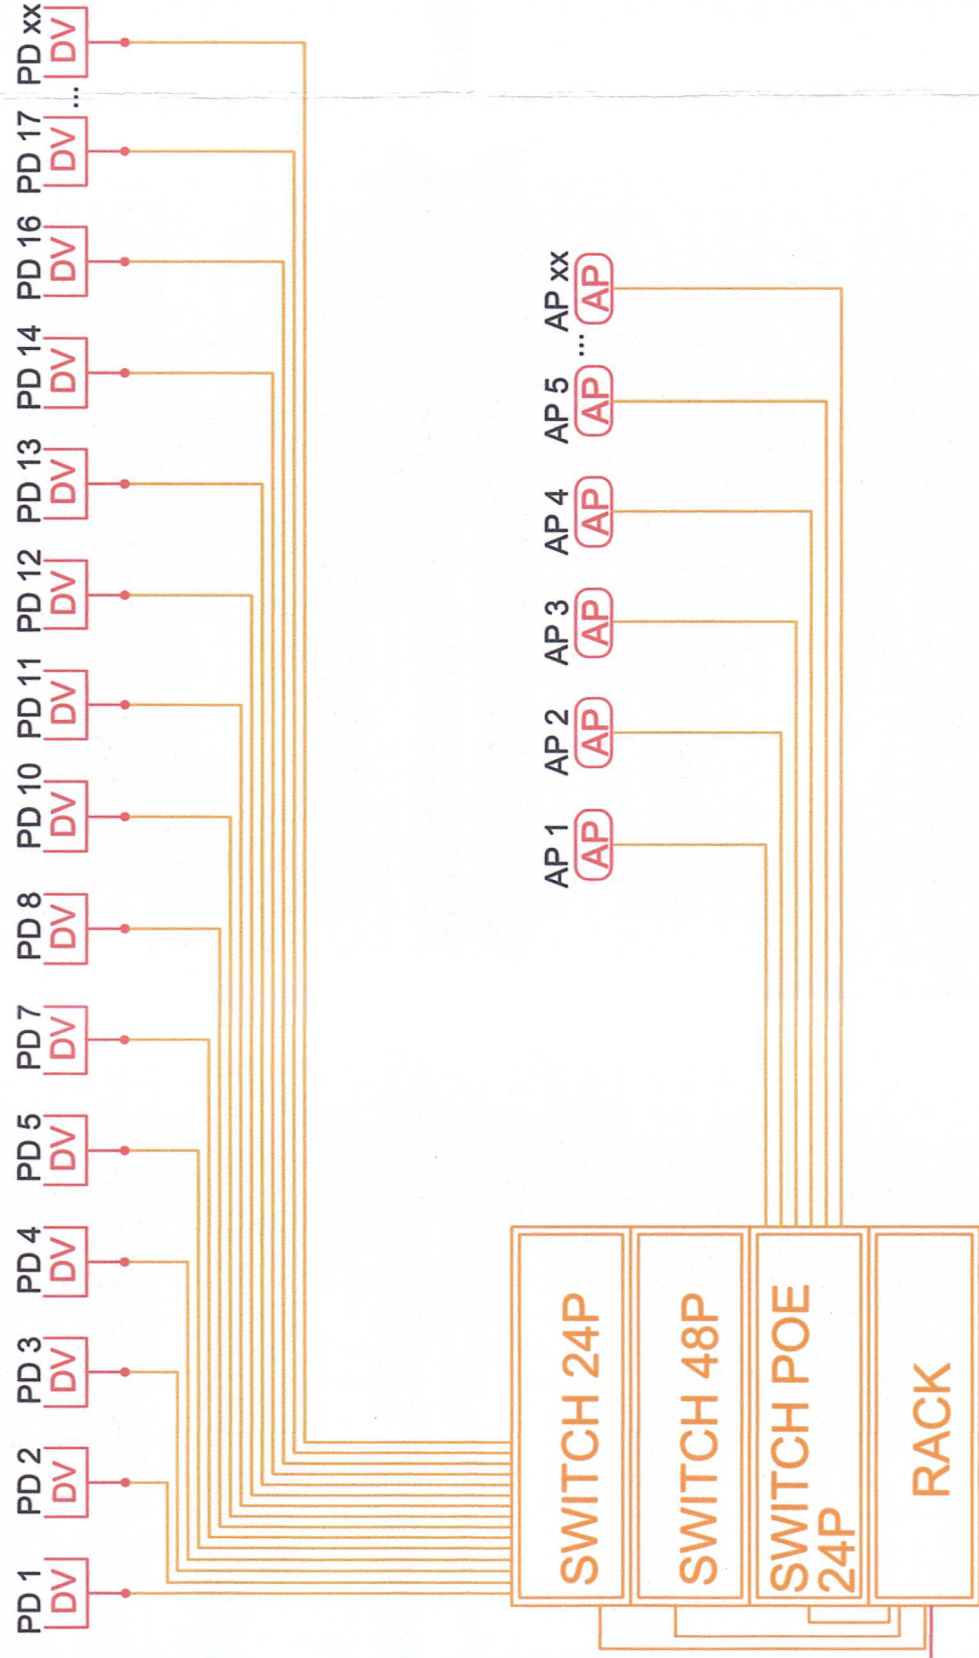 PD 1
DV
PD 2
DV
PD 3
DV
PD 4
DV
PD 5
DV
PD 7
DV
PD 8
DV
PD 10
DV
PD 11
DV
PD 12
DV
PD 13
DV
PD 14
DV
PD 16
DV
PD 17
DV
...
PD xx
DV
AP 1
AP
AP 2
AP
AP 3
AP
AP 4
AP
AP 5
AP
...
AP xx
AP
SWITCH 24P
SWITCH 48P
SWITCH POE
24P
RACK